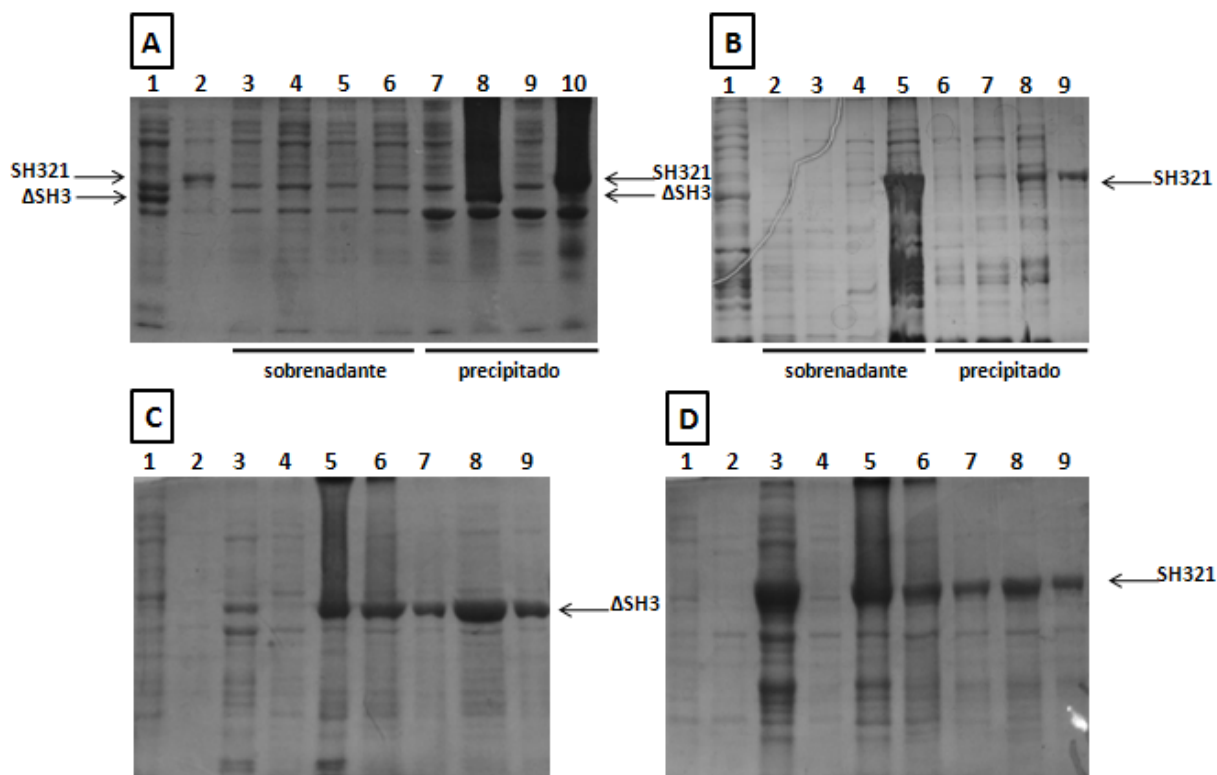 A
1 2 3 4 5 6 7 8 9 10
SH321
ΔSH3
SH321
ΔSH3
sobrenadante precipitado
B
1 2 3 4 5 6 7 8 9
SH321
sobrenadante precipitado
C
1 2 3 4 5 6 7 8 9
ΔSH3
D
1 2 3 4 5 6 7 8 9
SH321